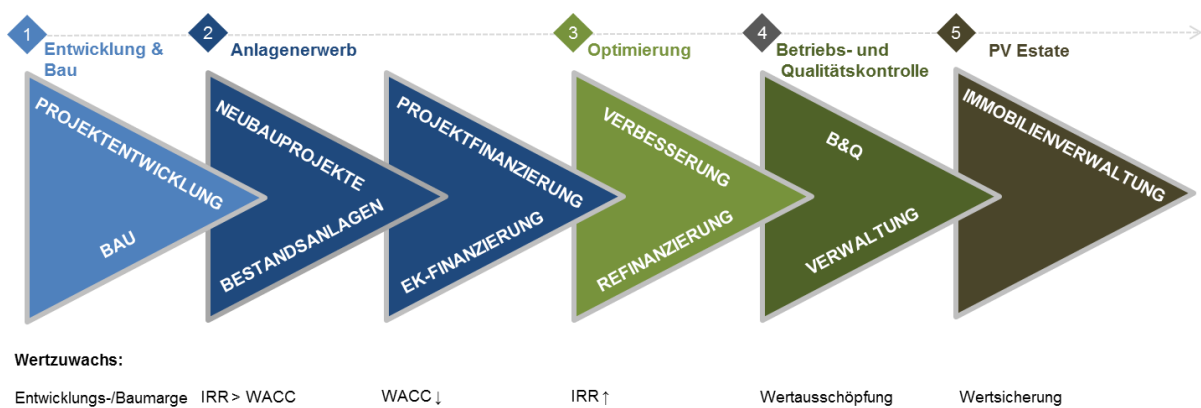 1
Entwicklung &
Bau
2
Anlagenerwerb
3
Optimierung
4
Betriebs- und
Qualitätskontrolle
5
PV Estate
PROJEKTENTWICKLUNG
BAU
NEUBAUPROJEKTE
BESTANDSANLAGEN
PROJEKTFINANZIERUNG
EK-FINANZIERUNG
VERBESSERUNG
REFINANZIERUNG
B&Q
VERWALTUNG
IMMOBILIENVERWALTUNG
Wertzuwachs:
Entwicklungs-/Baumarge
IRR > WACC
WACC ↓
IRR ↑
Wertausschöpfung
Wertsicherung